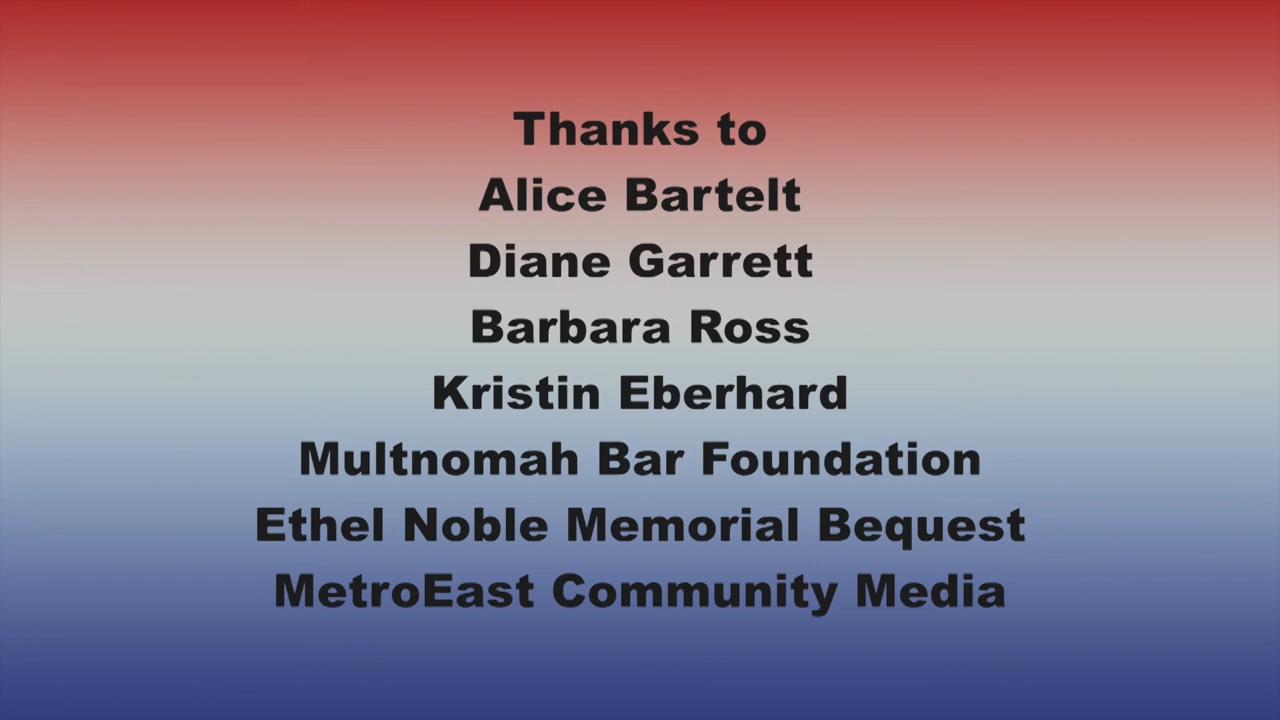 Thanks to
Alice Bartelt
Diane Garrett
Barbara Ross
Kristin Eberhard
Multnomah Bar Foundation
Ethel Noble Memorial Bequest
MetroEast Community Media